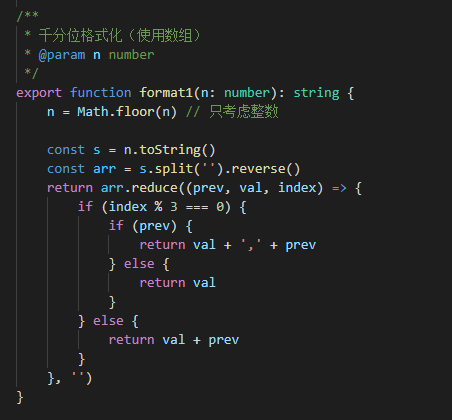 /**
 * 千分位格式化（使用数组）
 * @param n number
 */
export function format1(n: number): string {
    n = Math.floor(n) // 只考虑整数

    const s = n.toString()
    const arr = s.split('').reverse()
    return arr.reduce((prev, val, index) => {
        if (index % 3 === 0) {
            if (prev) {
                return val + ',' + prev
            } else {
                return val
            }
        } else {
            return val + prev
        }
    }, '')
}